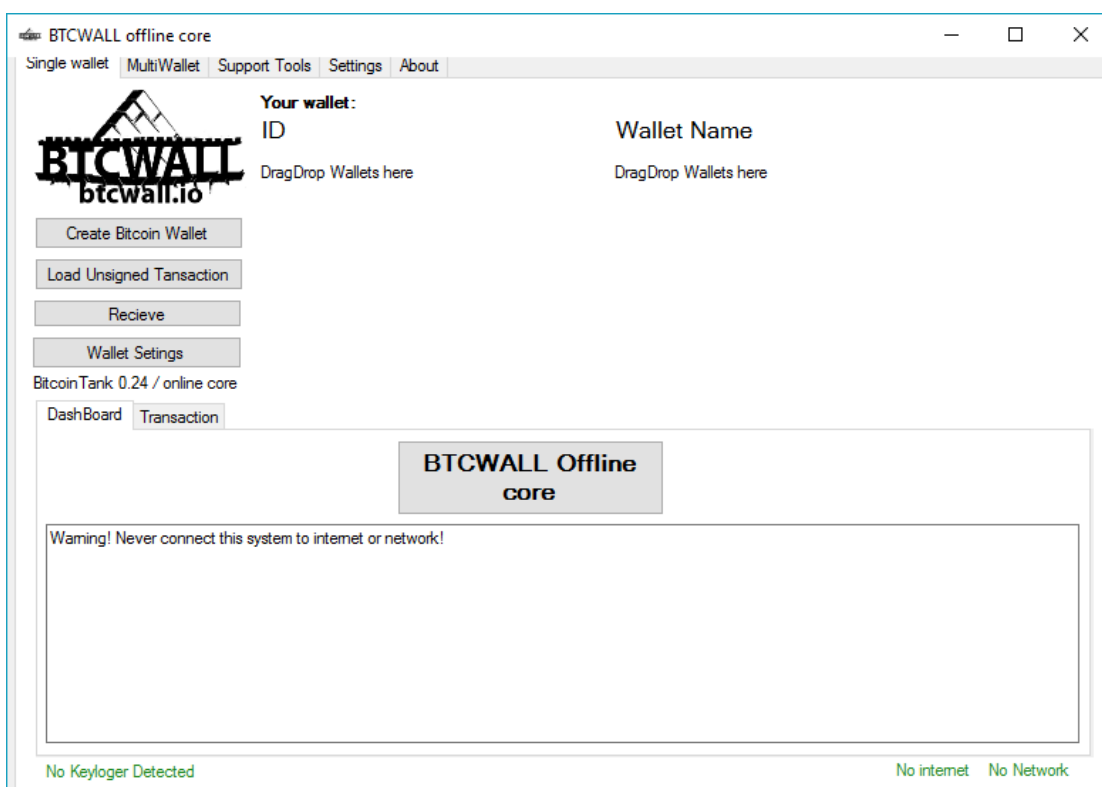 BTCWALL offline core
Single wallet MultiWallet Support Tools Settings About
BTCWALL
btcwall.io
Your wallet:
ID Wallet Name
DragDrop Wallets here DragDrop Wallets here
Create Bitcoin Wallet
Load Unsigned Tansaction
Recieve
Wallet Setings
BitcoinTank 0.24 / online core
DashBoard Transaction
BTCWALL Offline
core
Warning! Never connect this system to internet or network!
No Keyloger Detected No internet No Network